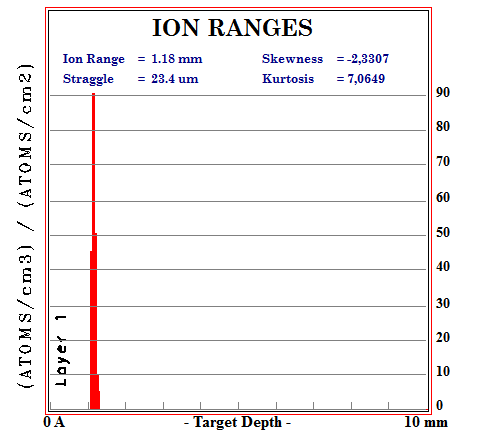 ION RANGES
Ion Range = 1.18 mm Skewness = -2,3307
Straggle = 23.4 um Kurtosis = 7,0649
(ATOMS/cm3) / (ATOMS/cm2)
90
80
70
60
50
40
30
20
10
0
Layer 1
0 A - Target Depth - 10 mm